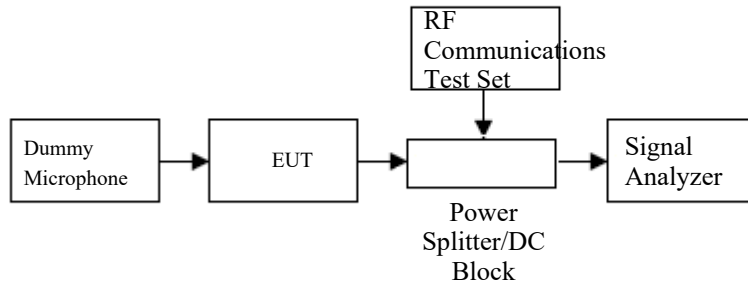 RF
Communications
Test Set
Dummy
Microphone
EUT
Signal
Analyzer
Power
Splitter/DC
Block